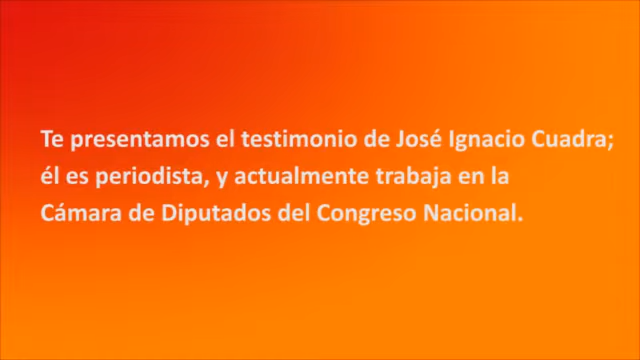 Te presentamos el testimonio de José Ignacio Cuadra;
él es periodista, y actualmente trabaja en la
Cámara de Diputados del Congreso Nacional.